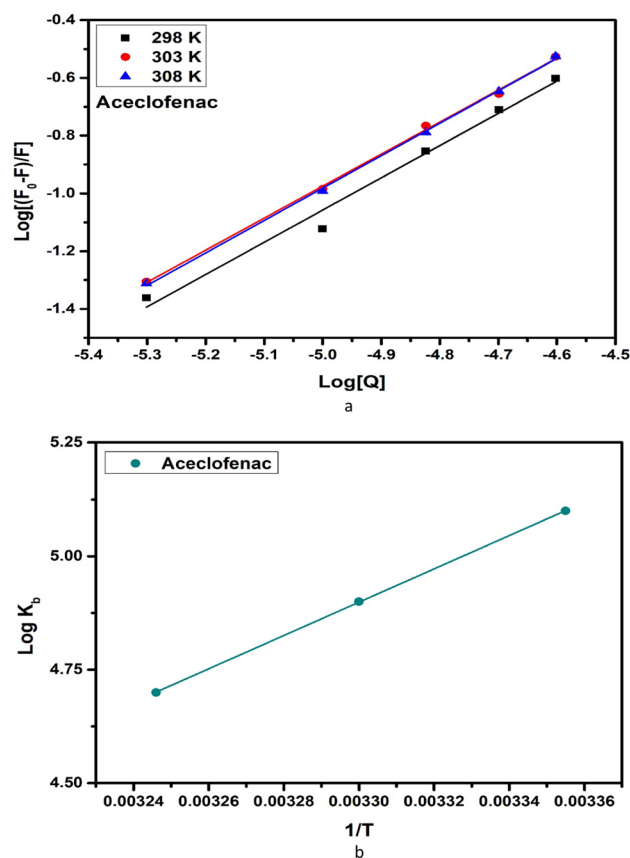 298 K
303 K
308 K
Aceclofenac
Log[(F0-F)/F]
-0.4
-0.6
-0.8
-1.0
-1.2
-1.4
-5.4 -5.3 -5.2 -5.1 -5.0 -4.9 -4.8 -4.7 -4.6 -4.5
Log[Q]
a
Aceclofenac
Log Kb
5.25
5.00
4.75
4.50
0.00324 0.00326 0.00328 0.00330 0.00332 0.00334 0.00336
1/T
b